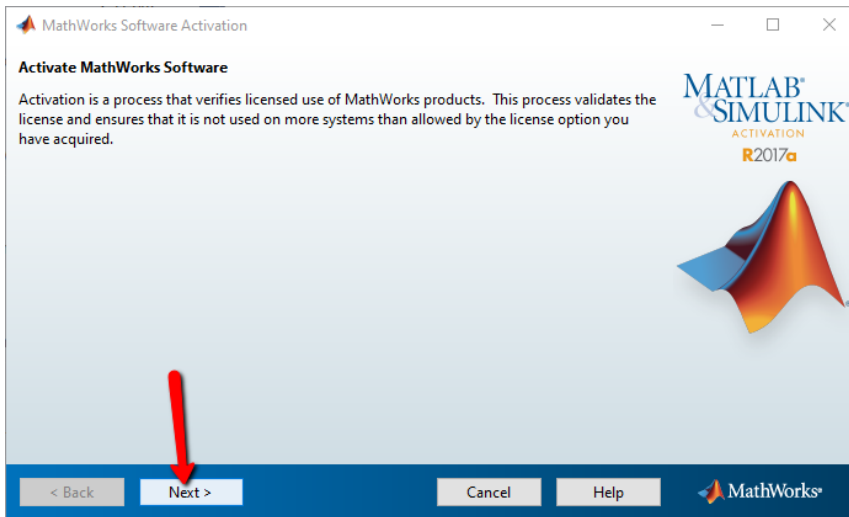 MathWorks Software Activation
Activate MathWorks Software
Activation is a process that verifies licensed use of MathWorks products. This process validates the
license and ensures that it is not used on more systems than allowed by the license option you
have acquired.
MATLAB®
&SIMULINK®
ACTIVATION
R2017a
< Back
Next >
Cancel
Help
MathWorks®